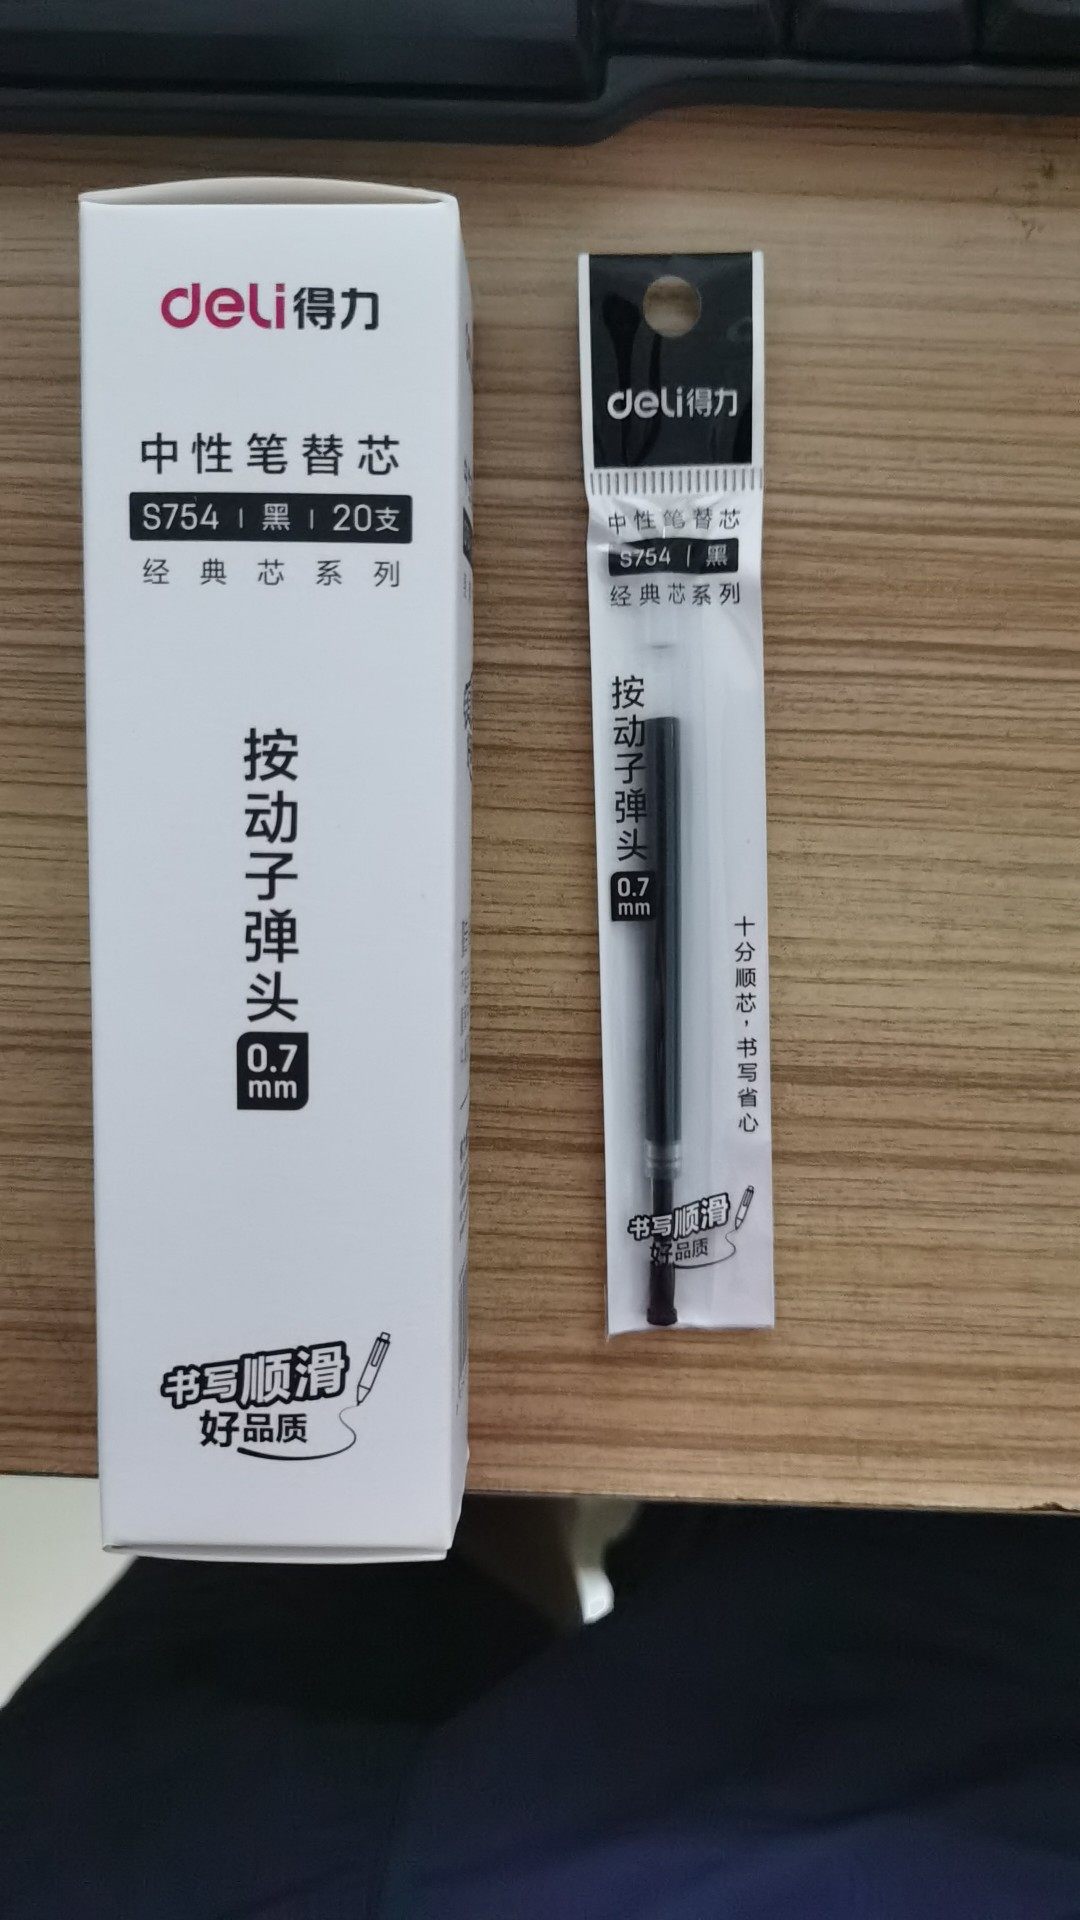 deli得力
中性笔替芯
S754 | 黑 | 20支
经典芯系列
按动子弹头
0.7
mm
书写顺滑
好品质
deli得力
中性笔替芯
S754 | 黑
经典芯系列
按动子弹头
0.7
mm
十分顺芯，书写省心
书写顺滑
好品质